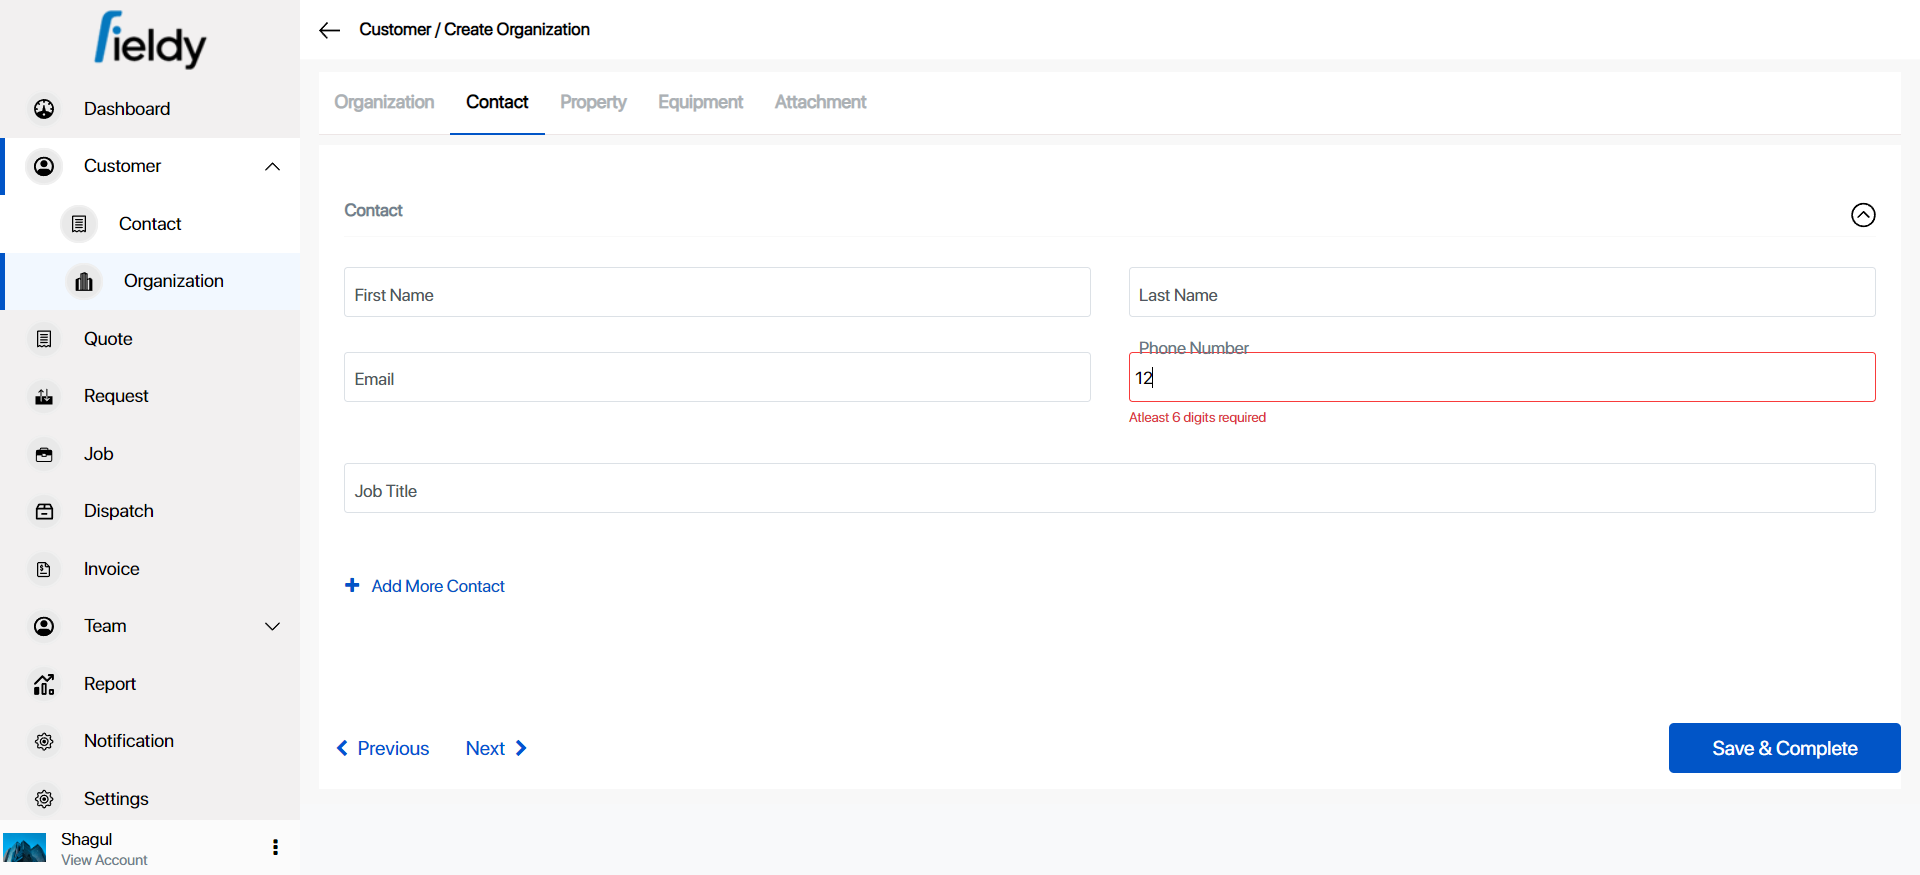 fieldy
Dashboard
Customer
Contact
Organization
Quote
Request
Job
Dispatch
Invoice
Team
Report
Notification
Settings
Shagul
View Account
Customer / Create Organization
Organization Contact Property Equipment Attachment
Contact
First Name Last Name
Phone Number
Email 12
Atleast 6 digits required
Job Title
Add More Contact
Previous Next Save & Complete